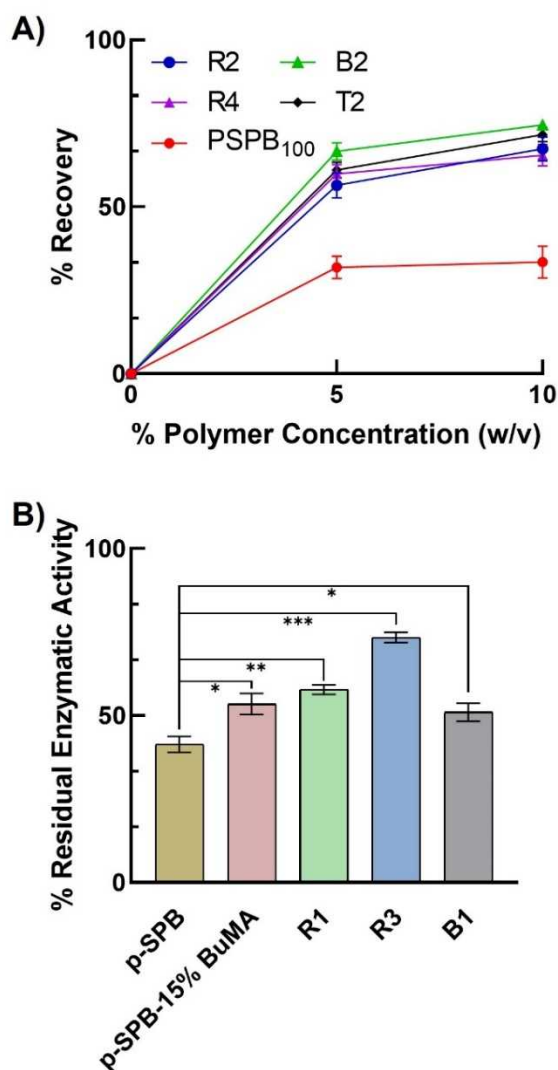 A)
100
50
0
% Recovery
R2
B2
R4
T2
PSPB100
0
5
10
% Polymer Concentration (w/v)
B)
100
50
0
% Residual Enzymatic Activity
*
***
**
*
p-SPB
p-SPB-15% BuMA
R1
R3
B1